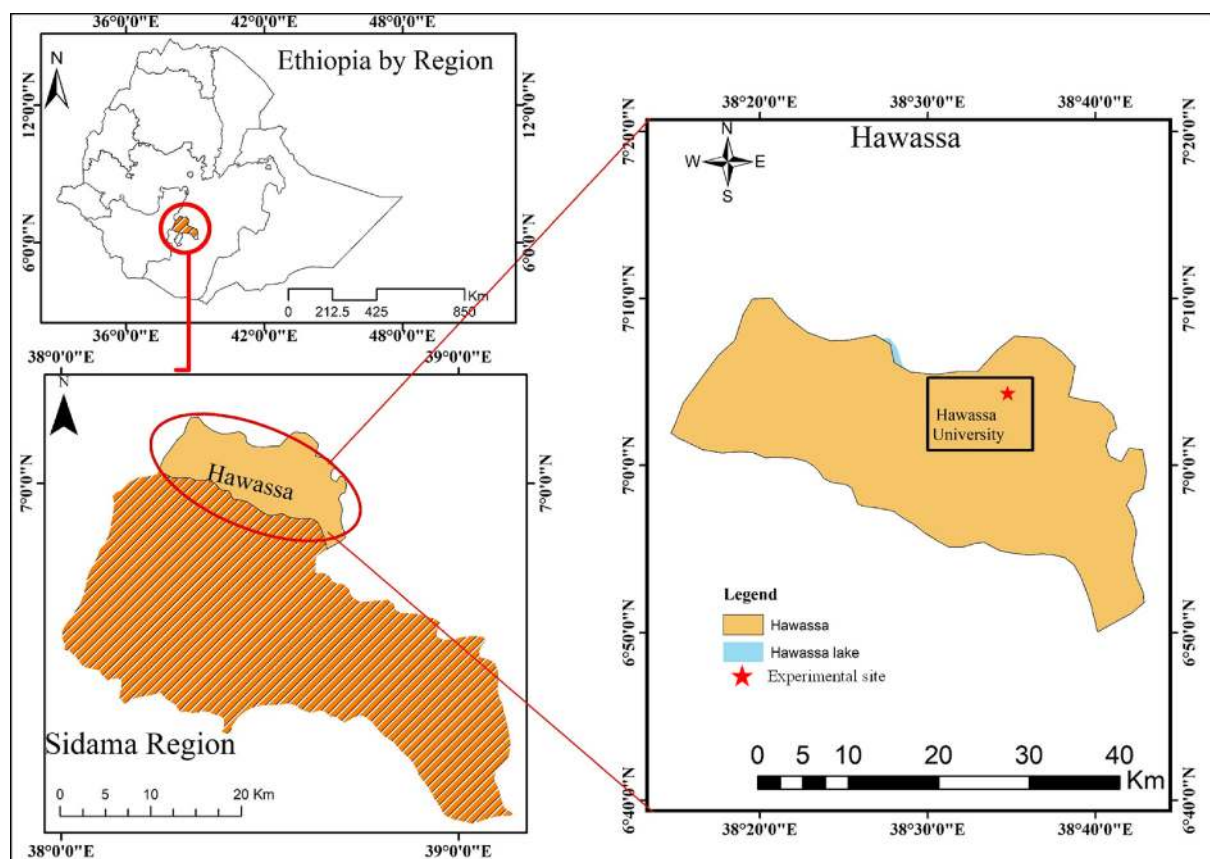 36°0'0"E 42°0'0"E 48°0'0"E
N
Ethiopia by Region
12°0'0"N
12°0'0"N
6°0'0"N
6°0'0"N
Km
0 212.5 425 850
36°0'0"E 42°0'0"E 48°0'0"E
38°0'0"E 39°0'0"E
N
Hawassa
7°0'0"N
7°0'0"N
Sidama Region
0 5 10 20 Km
38°0'0"E 39°0'0"E
38°20'0"E 38°30'0"E 38°40'0"E
Hawassa
N
W E
S
7°20'0"N
7°20'0"N
7°10'0"N
7°10'0"N
Hawassa
University
7°0'0"N
7°0'0"N
Legend
Hawassa
Hawassa lake
Experimental site
6°50'0"N
6°50'0"N
0 5 10 20 30 40
Km
6°40'0"N
6°40'0"N
38°20'0"E 38°30'0"E 38°40'0"E